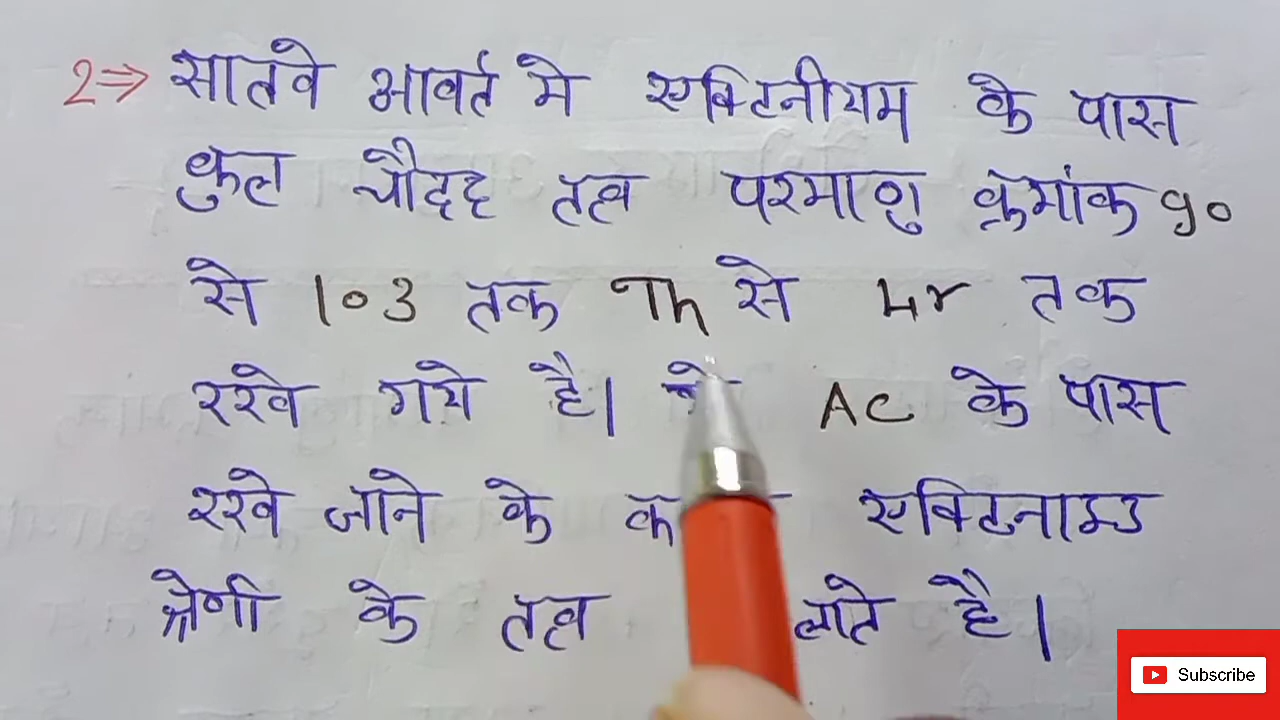 2⇒ सातवे आवर्त मे एक्टिनीयम के पास
कुल चौदह तत्व परमाणु क्रमांक 90
से 103 तक Th से Lr तक
रखे गये है। Ac के पास
रखे जाने के एक्टिनाइड
श्रेणी के तत्व है।
Subscribe